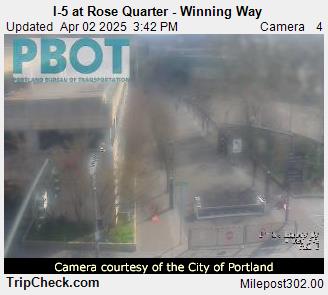 I-5 at Rose Quarter - Winning Way
Updated Apr 02 2025 3:42 PM Camera 4
PBOT
PORTLAND BUREAU OF TRANSPORTATION
Camera courtesy of the City of Portland
TripCheck.com Milepost302.00